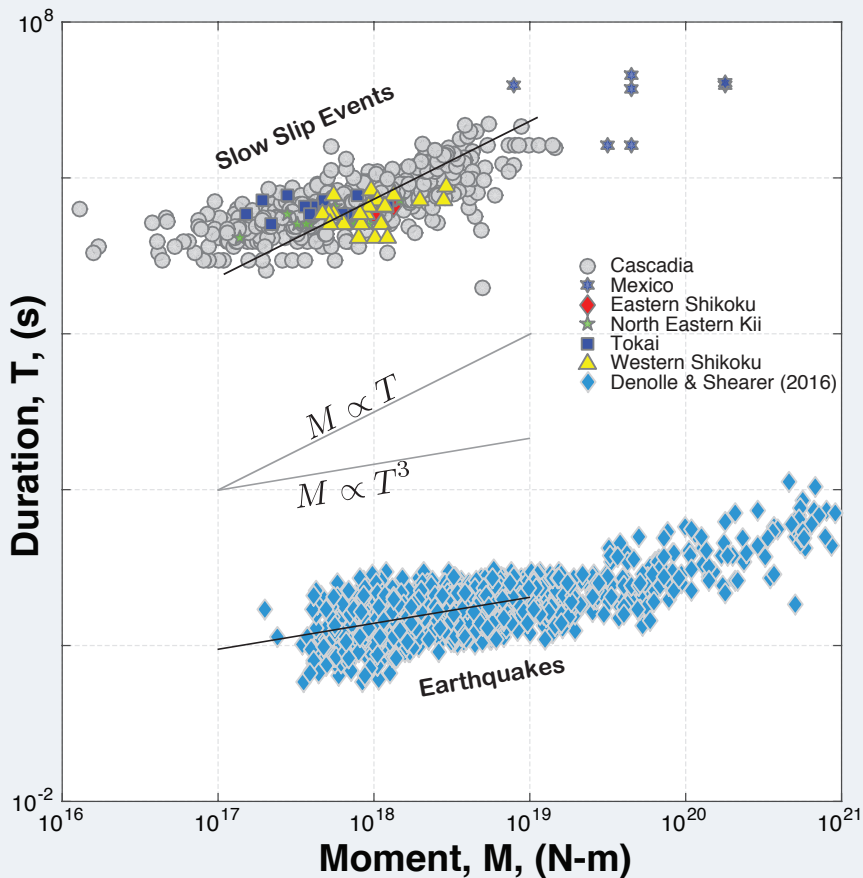 10^8
Slow Slip Events
Cascadia
Mexico
Eastern Shikoku
North Eastern Kii
Tokai
Western Shikoku
Denolle & Shearer (2016)
M ∝ T
M ∝ T^3
Duration, T, (s)
Earthquakes
10^-2
10^16 10^17 10^18 10^19 10^20 10^21
Moment, M, (N-m)